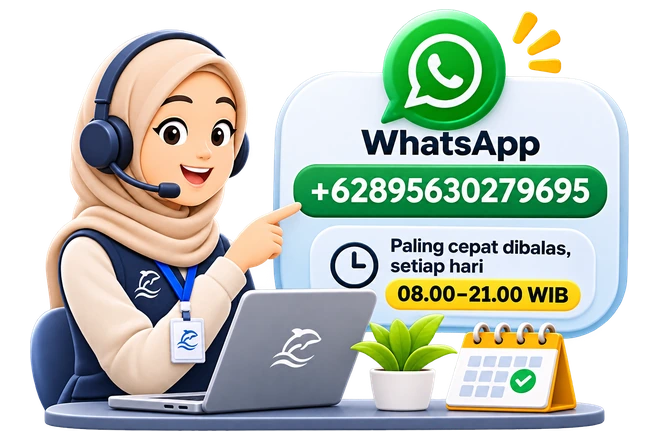 WhatsApp
+62895630279695
Paling cepat dibalas,
setiap hari
08.00–21.00 WIB